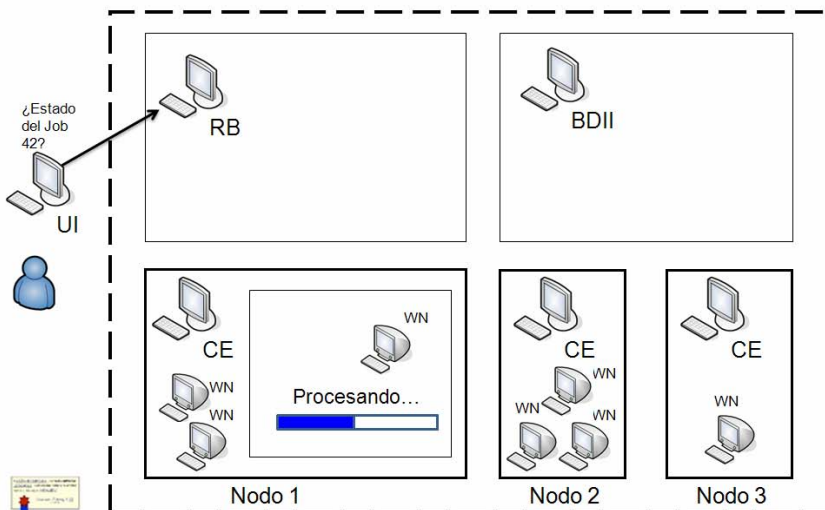 ¿Estado
del Job
42?
UI
RB
BDII
CE
WN
WN
WN
Procesando…
Nodo 1
CE
WN
WN
WN
Nodo 2
CE
WN
Nodo 3